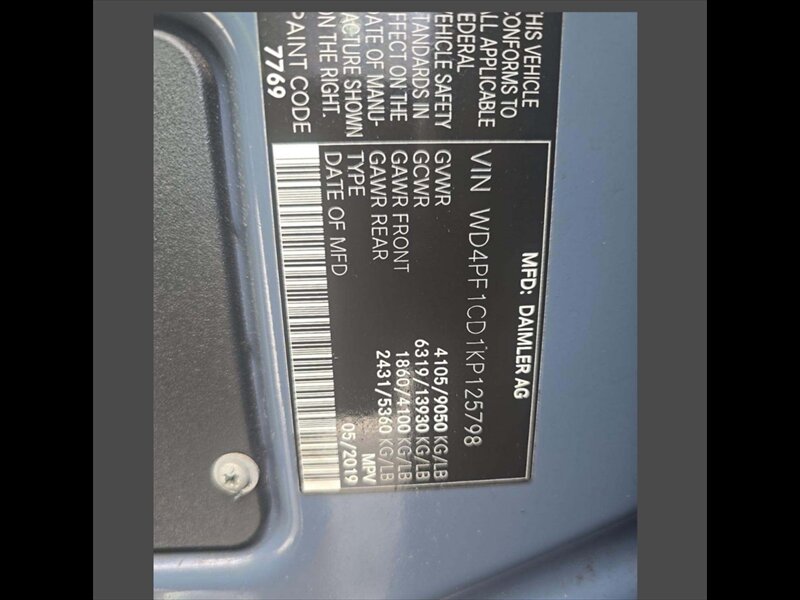 THIS VEHICLE
CONFORMS TO
ALL APPLICABLE
FEDERAL
VEHICLE SAFETY
STANDARDS IN
EFFECT ON THE
DATE OF MANU-
FACTURE SHOWN
ON THE RIGHT.
PAINT CODE
7769
MFD: DAIMLER AG
VIN WD4PF1CD1KP125798
GVWR 4105/9050 KG/LB
GCWR 6319/13930 KG/LB
GAWR FRONT 1860/4100 KG/LB
GAWR REAR 2431/5360 KG/LB
TYPE MPV
DATE OF MFD 05/2019